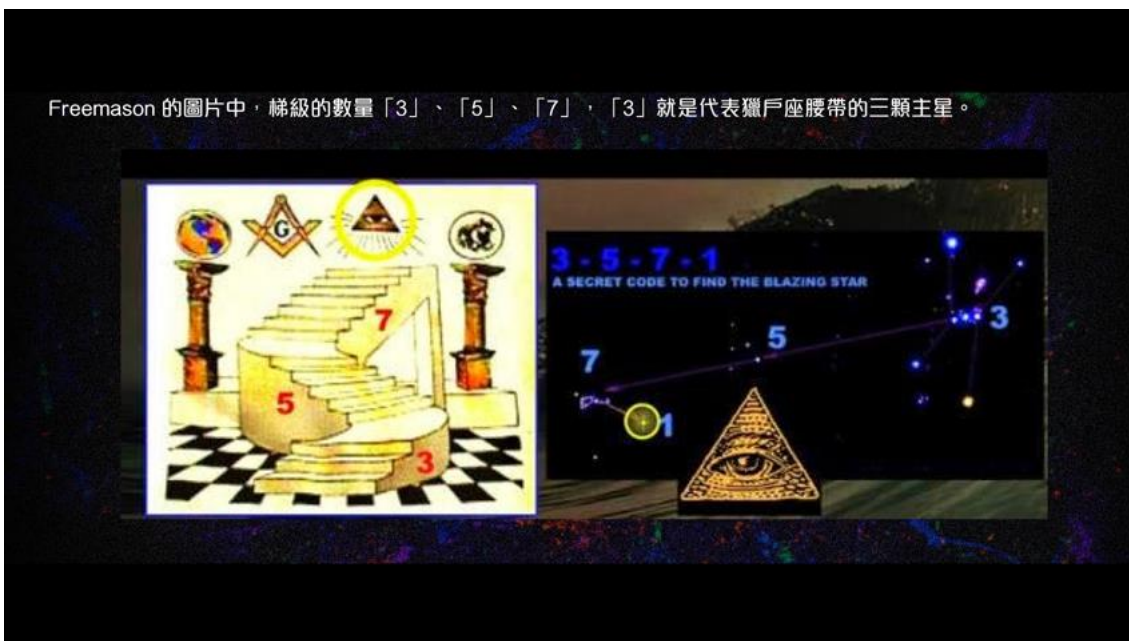 Freemason 的圖片中,梯級的數量「3」、「5」、「7」,「3」就是代表獵戶座腰帶的三顆主星。
G
7
5
3
3 - 5 - 7 - 1
A SECRET CODE TO FIND THE BLAZING STAR
3
5
7
1